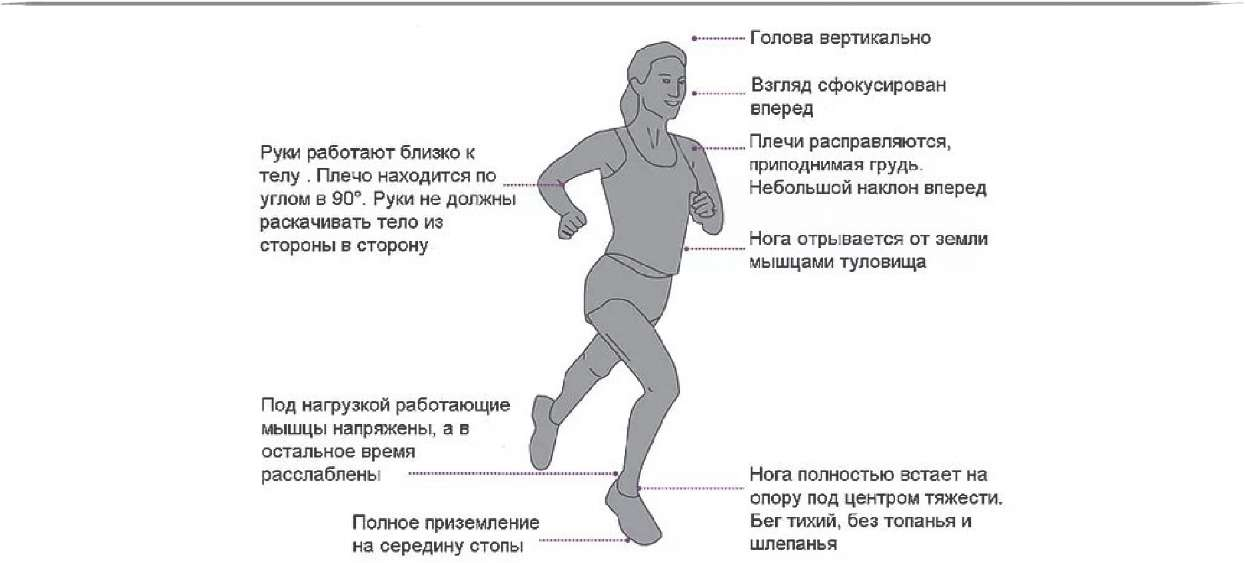 Голова вертикально
Взгляд сфокусирован
вперед
Плечи расправляются,
приподнимая грудь.
Небольшой наклон вперед
Руки работают близко к
телу . Плечо находится по
углом в 90°. Руки не должны
раскачивать тело из
стороны в сторону
Нога отрывается от земли
мышцами туловища
Под нагрузкой работающие
мышцы напряжены, а в
остальное время
расслаблены
Нога полностью встает на
опору под центром тяжести.
Бег тихий, без топанья и
шлепанья
Полное приземление
на середину стопы